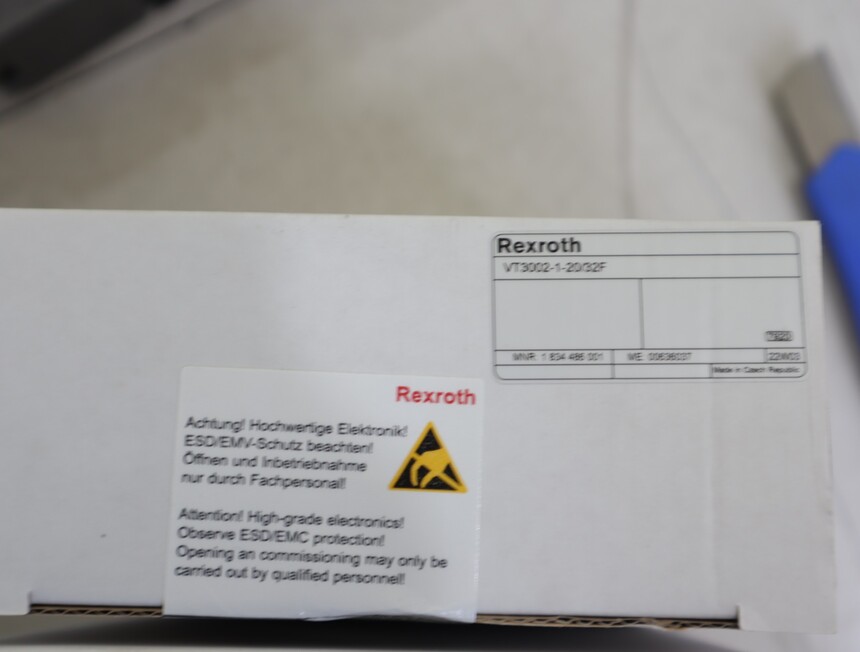 Rexroth
VT3002-1-20/32F
MNR: 1 834 486 001
ME: 00636037
22W03
Made in Czech Republic
Rexroth
Achtung! Hochwertige Elektronik!
ESD/EMV-Schutz beachten!
Öffnen und Inbetriebnahme
nur durch Fachpersonal!
Attention! High-grade electronics!
Observe ESD/EMC protection!
Opening an commissioning may only be
carried out by qualified personnel!